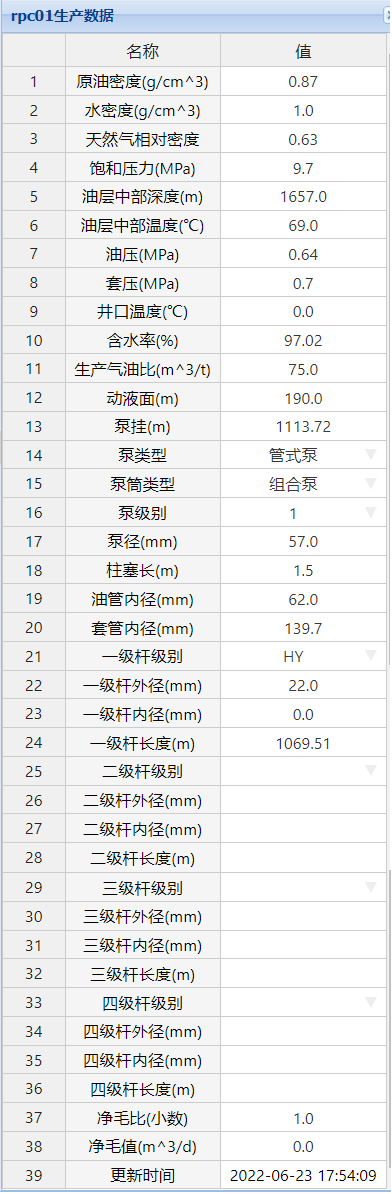 rpc01生产数据
名称 值
1 原油密度(g/cm^3) 0.87
2 水密度(g/cm^3) 1.0
3 天然气相对密度 0.63
4 饱和压力(MPa) 9.7
5 油层中部深度(m) 1657.0
6 油层中部温度(℃) 69.0
7 油压(MPa) 0.64
8 套压(MPa) 0.7
9 井口温度(℃) 0.0
10 含水率(%) 97.02
11 生产气油比(m^3/t) 75.0
12 动液面(m) 190.0
13 泵挂(m) 1113.72
14 泵类型 管式泵
15 泵筒类型 组合泵
16 泵级别 1
17 泵径(mm) 57.0
18 柱塞长(m) 1.5
19 油管内径(mm) 62.0
20 套管内径(mm) 139.7
21 一级杆级别 HY
22 一级杆外径(mm) 22.0
23 一级杆内径(mm) 0.0
24 一级杆长度(m) 1069.51
25 二级杆级别
26 二级杆外径(mm)
27 二级杆内径(mm)
28 二级杆长度(m)
29 三级杆级别
30 三级杆外径(mm)
31 三级杆内径(mm)
32 三级杆长度(m)
33 四级杆级别
34 四级杆外径(mm)
35 四级杆内径(mm)
36 四级杆长度(m)
37 净毛比(小数) 1.0
38 净毛值(m^3/d) 0.0
39 更新时间 2022-06-23 17:54:09